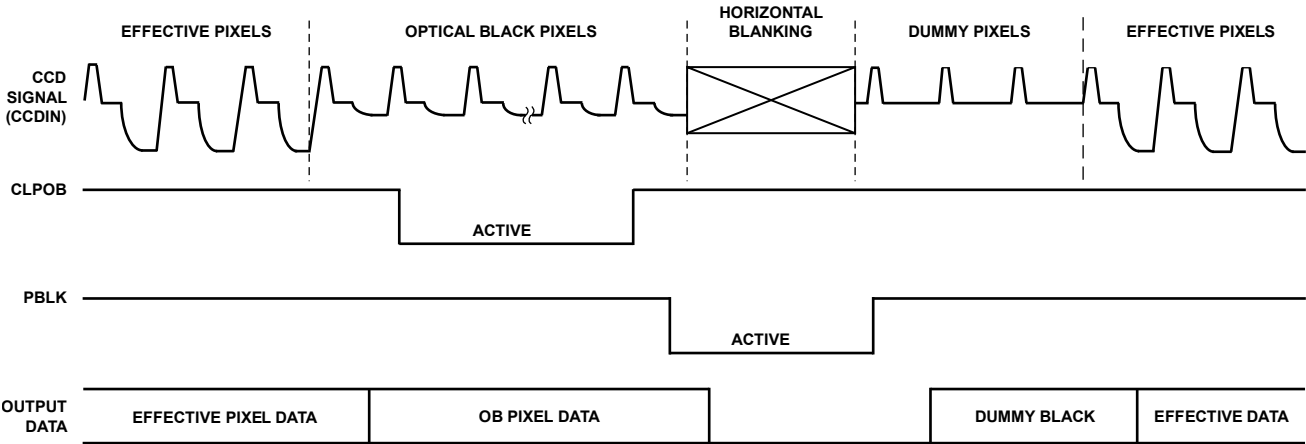 EFFECTIVE PIXELS
OPTICAL BLACK PIXELS
HORIZONTAL
BLANKING
DUMMY PIXELS
EFFECTIVE PIXELS
CCD
SIGNAL
(CCDIN)
CLPOB
ACTIVE
PBLK
ACTIVE
OUTPUT
DATA
EFFECTIVE PIXEL DATA
OB PIXEL DATA
DUMMY BLACK
EFFECTIVE DATA